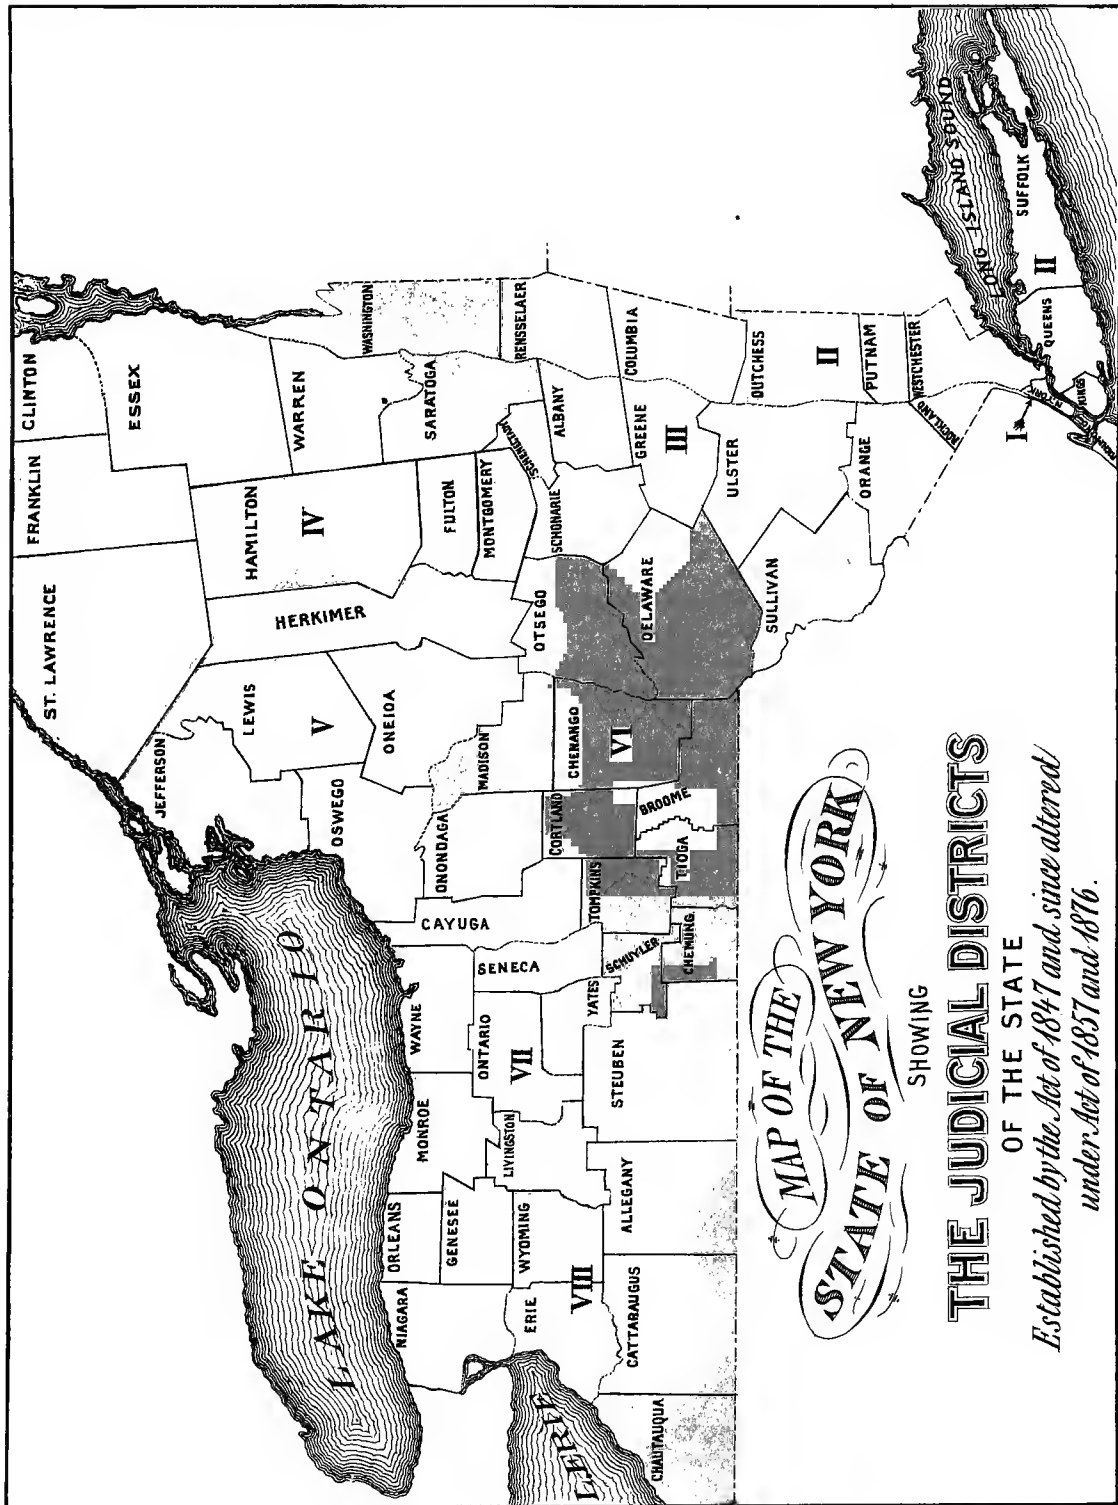 MAP OF THE
STATE OF NEW YORK
SHOWING
THE JUDICIAL DISTRICTS
OF THE STATE
Established by the Act of 1847 and since altered
under Act of 1857 and 1876.
LAKE ONTARIO
L. ERIE
LONG ISLAND SOUND
ST. LAWRENCE
FRANKLIN
CLINTON
ESSEX
JEFFERSON
LEWIS
HERKIMER
HAMILTON
IV
WARREN
WASHINGTON
V
OSWEGO
ONEIOA
FULTON
SARATOGA
MONTGOMERY
SCHENECTADY
NIAGARA
ORLEANS
MONROE
WAYNE
CAYUGA
ONONDAGA
MADISON
OTSEGO
SCHOHARIE
ALBANY
RENSSELAER
GENESEE
ONTARIO
SENECA
ERIE
WYOMING
LIVINGSTON
VII
YATES
CORTLAND
CHENANGO
VIII
SCHUYLER
TOMPKINS
VI
OELAWARE
GREENE
COLUMBIA
III
CHAUTAUQUA
CATTARAUGUS
ALLEGANY
STEUBEN
CHEMUNG
TIOGA
BROOME
ULSTER
OUTCHESS
II
SULLIVAN
ORANGE
PUTNAM
ROCKLAND
WESTCHESTER
I
N. YORK
KINGS
QUEENS
SUFFOLK
II